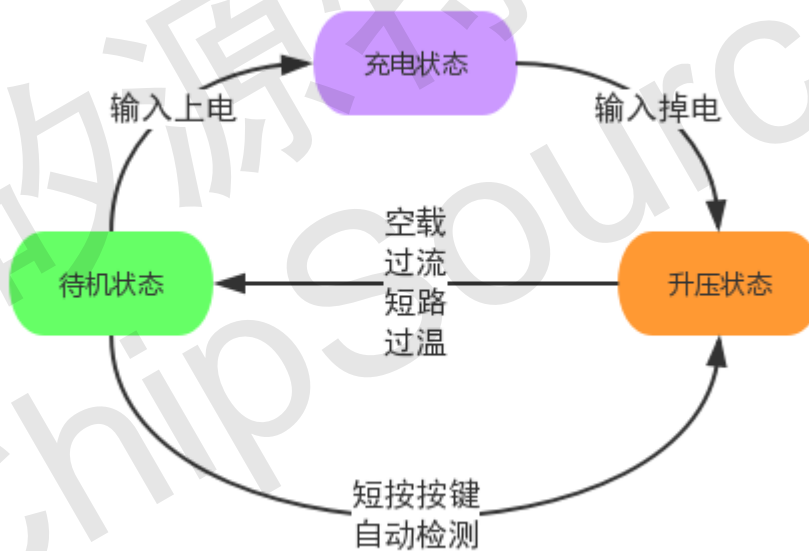 充电状态
输入上电
输入掉电
空载
过流
短路
过温
待机状态
升压状态
短按按键
自动检测